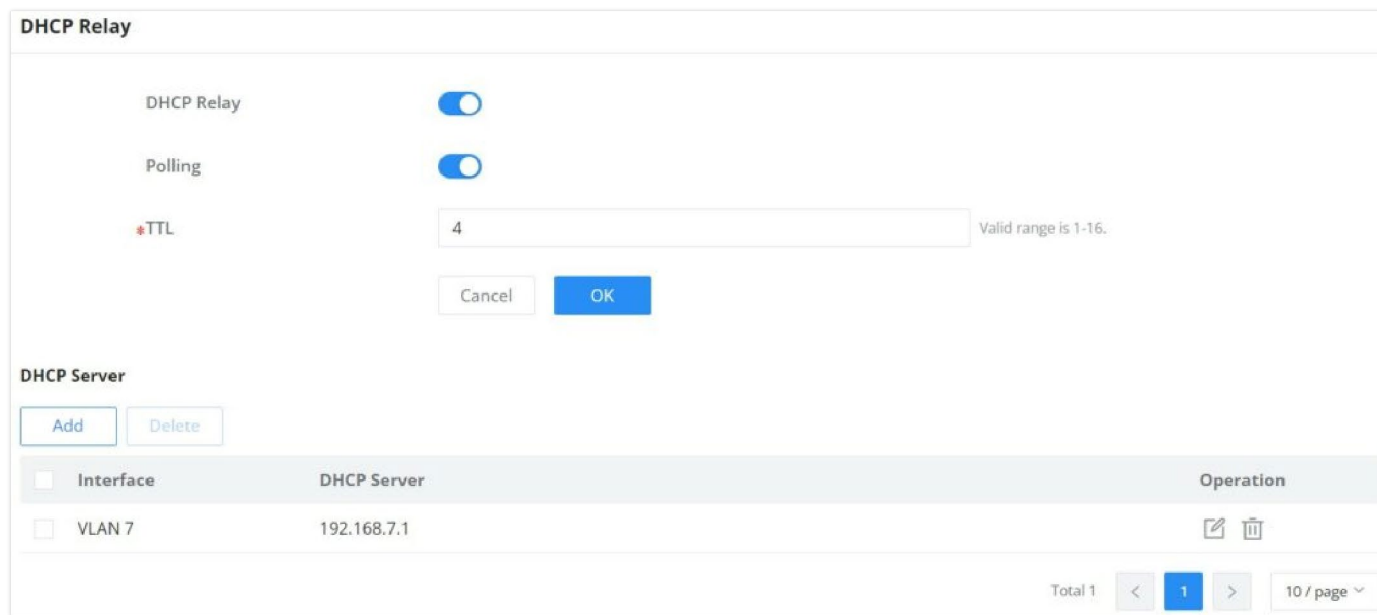 DHCP Relay
DHCP Relay
Polling
*TTL 4 Valid range is 1-16.
Cancel OK
DHCP Server
Add Delete
Interface DHCP Server Operation
VLAN 7 192.168.7.1
Total 1 < 1 > 10 / page